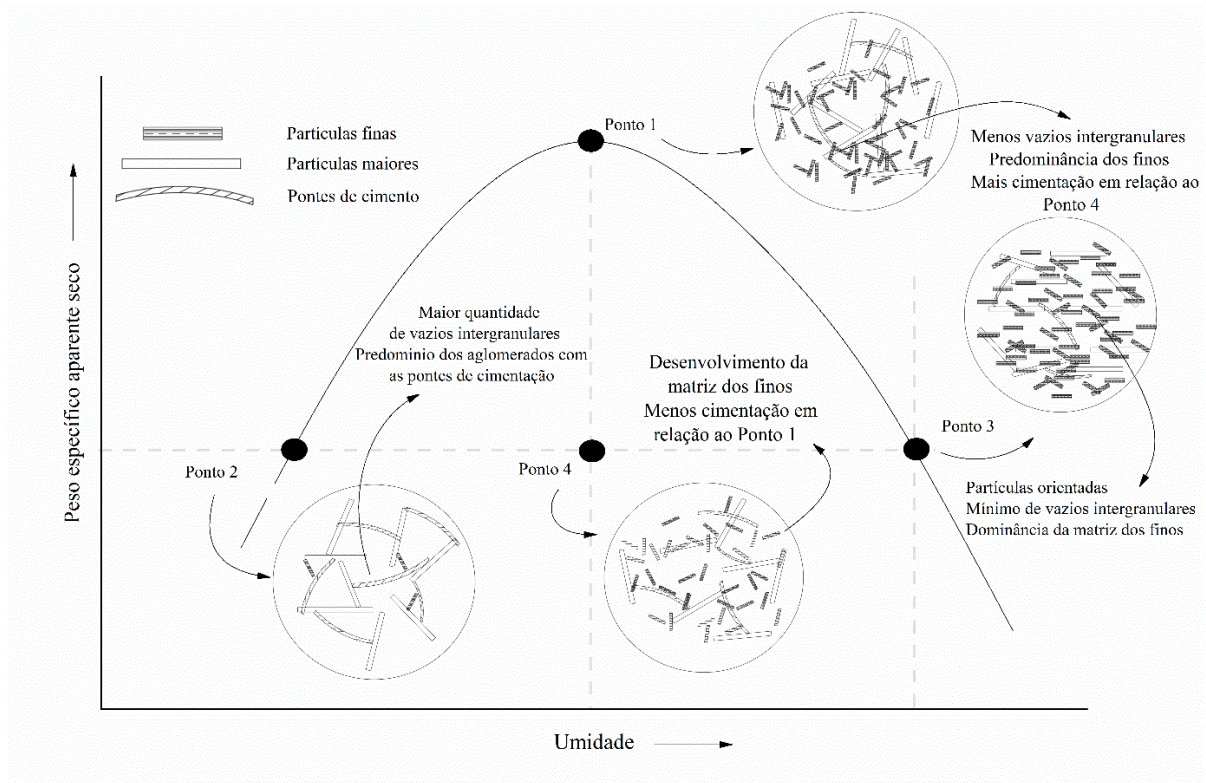 Ponto 1
Partículas finas
Partículas maiores
Pontes de cimento
Menos vazios intergranulares
Predominância dos finos
Mais cimentação em relação ao
Ponto 4
Peso específico aparente seco
Maior quantidade
de vazios intergranulares
Predomínio dos aglomerados com
as pontes de cimentação
Desenvolvimento da
matriz dos finos
Menos cimentação em
relação ao Ponto 1
Ponto 2
Ponto 4
Ponto 3
Partículas orientadas
Mínimo de vazios intergranulares
Dominância da matriz dos finos
Umidade